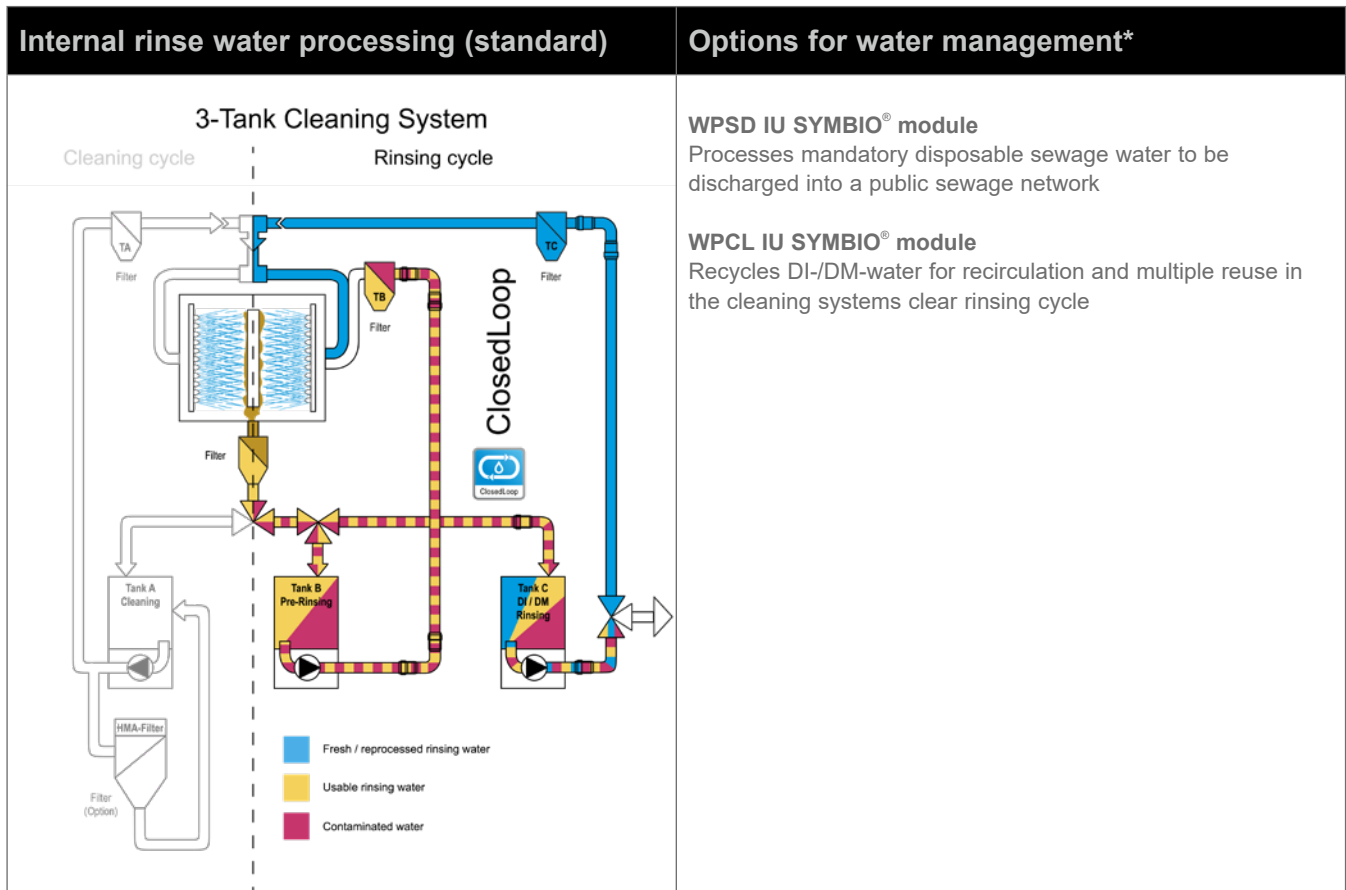 Internal rinse water processing (standard)
Options for water management*
3-Tank Cleaning System
Cleaning cycle
Rinsing cycle
TA
Filter
TB
Filter
TC
Filter
ClosedLoop
ClosedLoop
Filter
Tank A
Cleaning
Tank B
Pre-Rinsing
Tank C
DI / DM
Rinsing
HMA-Filter
Filter
(Option)
Fresh / reprocessed rinsing water
Usable rinsing water
Contaminated water
WPSD IU SYMBIO® module
Processes mandatory disposable sewage water to be
discharged into a public sewage network
WPCL IU SYMBIO® module
Recycles DI-/DM-water for recirculation and multiple reuse in
the cleaning systems clear rinsing cycle